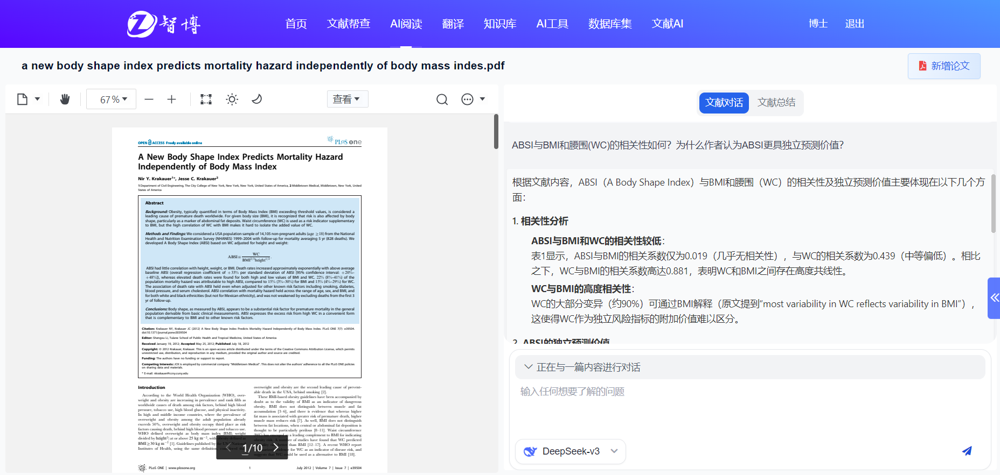 智博
首页
文献帮查
AI阅读
翻译
知识库
AI工具
数据库集
文献AI
博士
退出
a new body shape index predicts mortality hazard independently of body mass indes.pdf
新增论文
67%
查看
OPEN ACCESS Freely available online
PLoS one
A New Body Shape Index Predicts Mortality Hazard
Independently of Body Mass Index
Nir Y. Krakauer1*, Jesse C. Krakauer2
1 Department of Civil Engineering, The City College of New York, New York, New York, United States of America, 2 Middletown Medical, Middletown, New York, United
States of America
Abstract
Background: Obesity, typically quantified in terms of Body Mass Index (BMI) exceeding threshold values, is considered a
leading cause of premature death worldwide. For given body size (BMI), it is recognized that risk is also affected by body
shape, particularly as a marker of abdominal fat deposits. Waist circumference (WC) is used as a risk indicator supplementary
to BMI, but the high correlation of WC with BMI makes it hard to isolate the added value of WC.
Methods and Findings: We considered a USA population sample of 14,105 non-pregnant adults (age ≥18) from the National
Health and Nutrition Examination Survey (NHANES) 1999–2004 with follow-up for mortality averaging 5 yr (828 deaths). We
developed A Body Shape Index (ABSI) based on WC adjusted for height and weight:
ABSI≡ WC
BMI2/3height1/2.
ABSI had little correlation with height, weight, or BMI. Death rates increased approximately exponentially with above average
baseline ABSI (overall regression coefficient of +33% per standard deviation of ABSI [95% confidence interval: +20%–
+48%]), whereas elevated death rates were found for both high and low values of BMI and WC. 22% (8%–41%) of the
population mortality hazard was attributable to high ABSI, compared to 15% (3%–30%) for BMI and 15% (4%–29%) for WC.
The association of death rate with ABSI held even when adjusted for other known risk factors including smoking, diabetes,
blood pressure, and serum cholesterol. ABSI correlation with mortality hazard held across the range of age, sex, and BMI, and
for both white and black ethnicities (but not for Mexican ethnicity), and was not weakened by excluding deaths from the first 3
yr of follow-up.
Conclusions: Body shape, as measured by ABSI, appears to be a substantial risk factor for premature mortality in the general
population derivable from basic clinical measurements. ABSI expresses the excess risk from high WC in a convenient form
that is complementary to BMI and to other known risk factors.
Citation: Krakauer NY, Krakauer JC (2012) A New Body Shape Index Predicts Mortality Hazard Independently of Body Mass Index. PLoS ONE 7(7): e39504.
doi:10.1371/journal.pone.0039504
Editor: Shengxu Li, Tulane School of Public Health and Tropical Medicine, United States of America
Received January 19, 2012; Accepted May 25, 2012; Published July 18, 2012
Copyright: © 2012 Krakauer, Krakauer. This is an open-access article distributed under the terms of the Creative Commons Attribution License, which permits
unrestricted use, distribution, and reproduction in any medium, provided the original author and source are credited.
Funding: The authors have no funding or support to report.
Competing Interests: JCK is employed by commercial company "Middletown Medical". This does not alter the authors' adherence to all the PLoS ONE policies
on sharing data and materials.
* E-mail: nkrakauer@ccny.cuny.edu
Introduction
According to the World Health Organization (WHO), over-
weight and obesity are increasing in prevalence and rank fifth as
worldwide causes of death among risk factors, behind high blood
pressure, tobacco use, high blood glucose, and physical inactivity.
In high and middle income countries, where the prevalence of
overweight and obesity among the adult population already
exceeds 50%, overweight and obesity occupy third place as risk
factors causing death, behind high blood pressure and tobacco use.
WHO defined overweight as body mass index (BMI; weight
divided by height2) at or above 25 kg m−2, with obesity defined as
BMI≥30 kg m−2 [1]. Guidelines published by the US National
Institutes of Health, using the same definition,
overweight and obesity are the second leading cause of prevent-
able death in the USA, behind smoking [2].
These BMI-based obesity guidelines have been accompanied by
doubt as to the validity of BMI as an indicator of dangerous
obesity. BMI does not distinguish between muscle and fat
accumulation [3–6], and there is evidence that whereas higher
fat mass is associated with greater risk of premature death, higher
muscle mass reduces risk [7]. As well, BMI does not distinguish
between fat locations, when central or abdominal fat deposition is
thought to be particularly perilous [8–11]. Waist circumference
(WC) has emerged as a leading complement to BMI for indicating
obesity risk. A number of studies have found that WC predicted
better than BMI [12–17]. A recent WHO report
for WC as an indicator of disease risk, and
suggests that WC could be used as a alternative to BMI [18].
1/10
PLoS ONE | www.plosone.org
1
July 2012 | Volume 7 | Issue 7 | e39504
文献对话
文献总结
ABSI与BMI和腰围(WC)的相关性如何？为什么作者认为ABSI更具独立预测价值？
根据文献内容，ABSI（A Body Shape Index）与BMI和腰围（WC）的相关性及独立预测价值主要体现在以下几个方
面：
1. 相关性分析
ABSI与BMI和WC的相关性较低：
表1显示，ABSI与BMI的相关系数仅为0.019（几乎无相关性），与WC的相关系数为0.439（中等偏低）。相比
之下，WC与BMI的相关系数高达0.881，表明WC和BMI之间存在高度共线性。
WC与BMI的高度相关性：
WC的大部分变异（约90%）可通过BMI解释（原文提到“most variability in WC reflects variability in BMI”），
这使得WC作为独立风险指标的附加价值难以区分。
2. ABSI的独立预测价值
正在与一篇内容进行对话
输入任何想要了解的问题
DeepSeek-v3